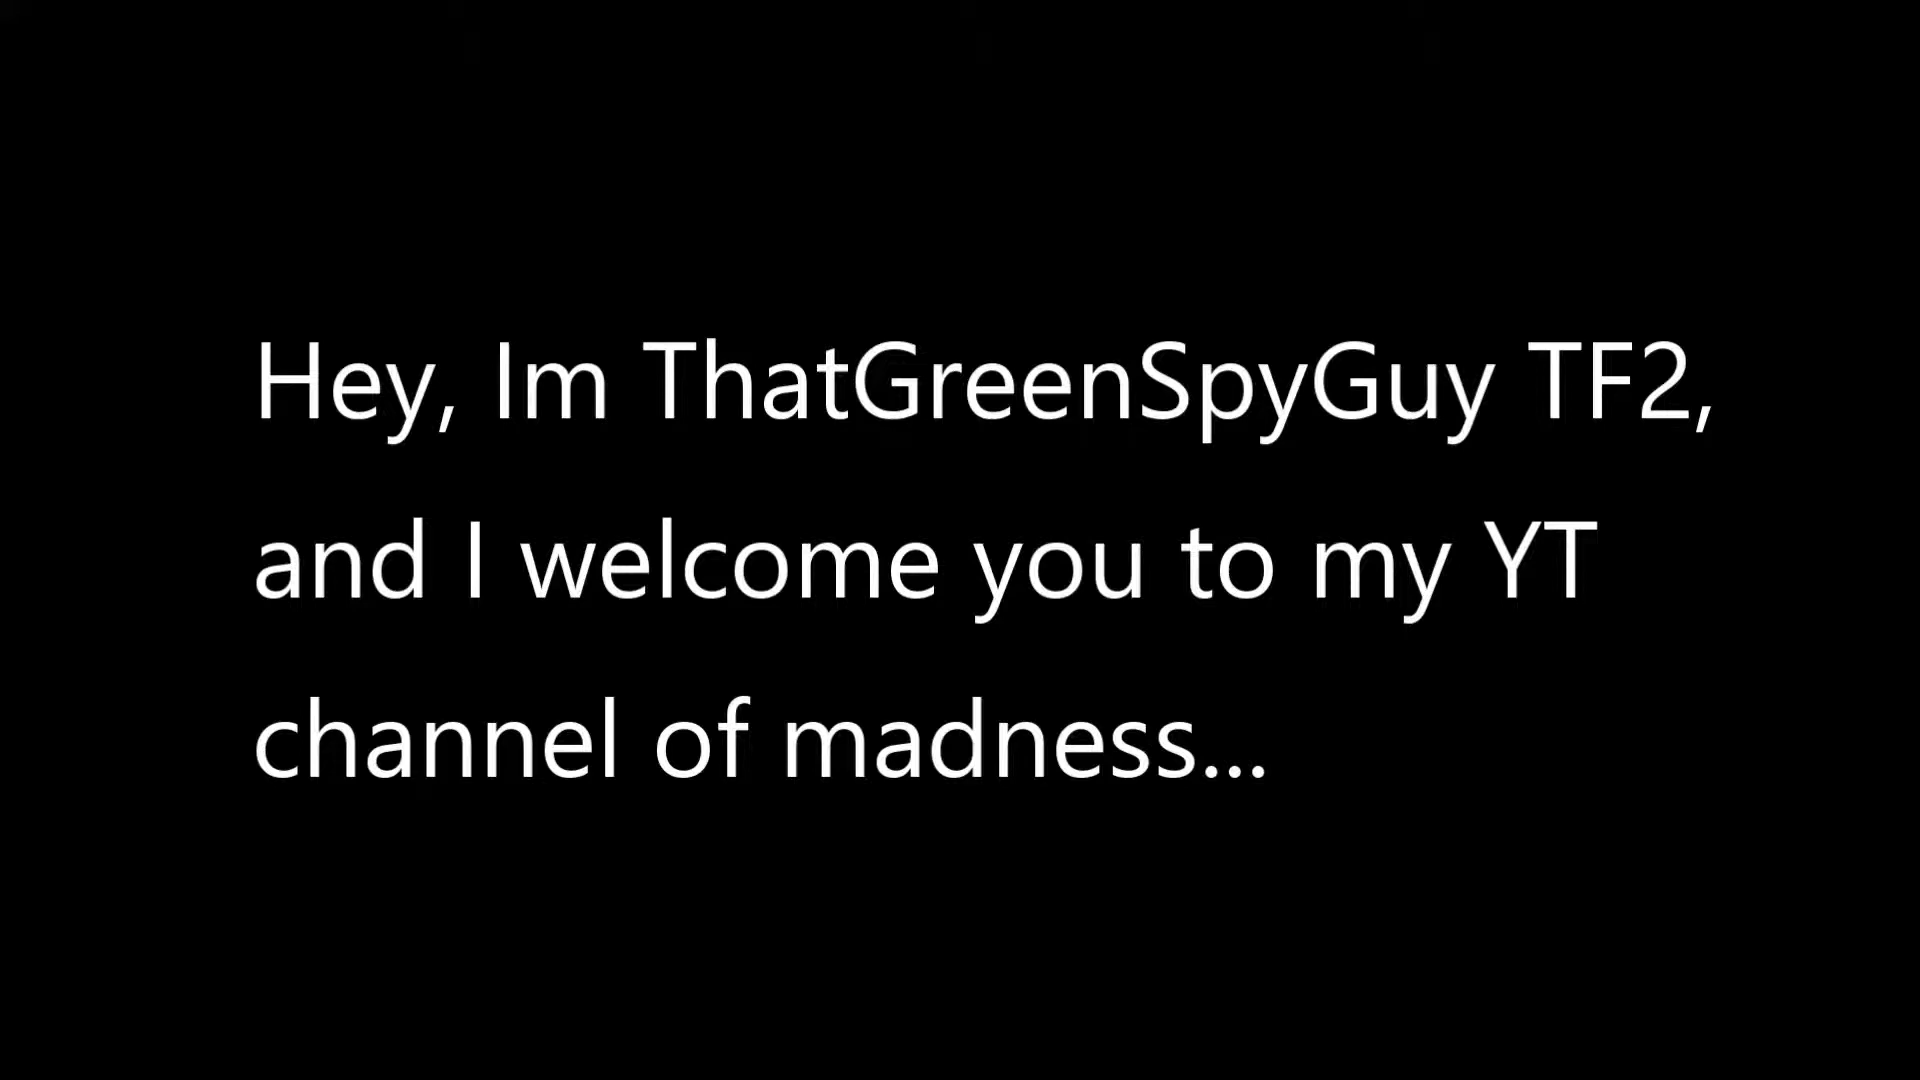 Hey, Im ThatGreenSpyGuy TF2,
and I welcome you to my YT
channel of madness...